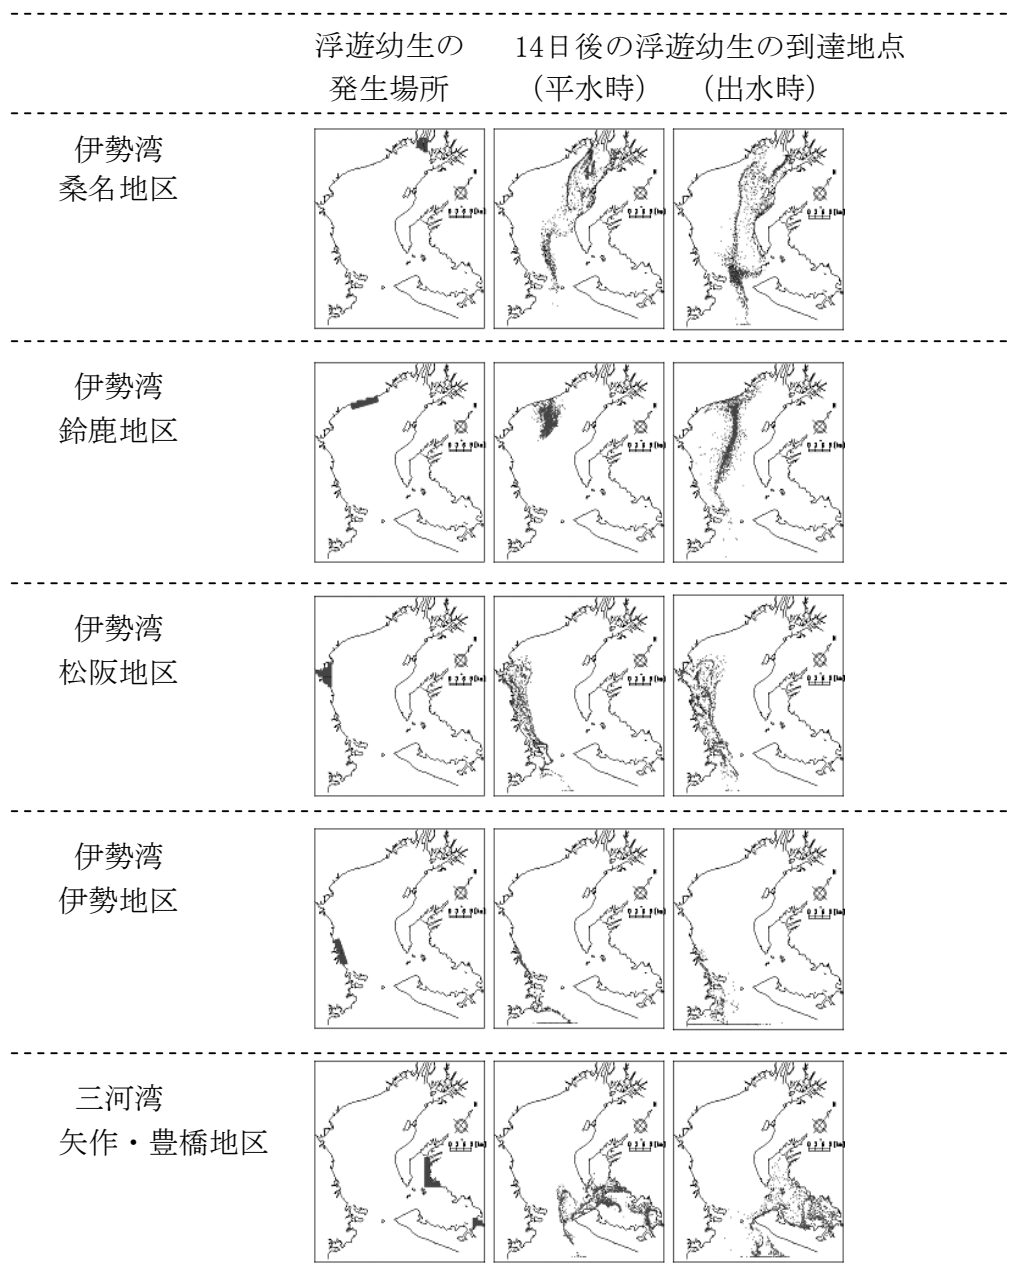 浮遊幼生の 14日後の浮遊幼生の到達地点
発生場所 （平水時） （出水時）
伊勢湾
桑名地区
伊勢湾
鈴鹿地区
伊勢湾
松阪地区
伊勢湾
伊勢地区
三河湾
矢作・豊橋地区